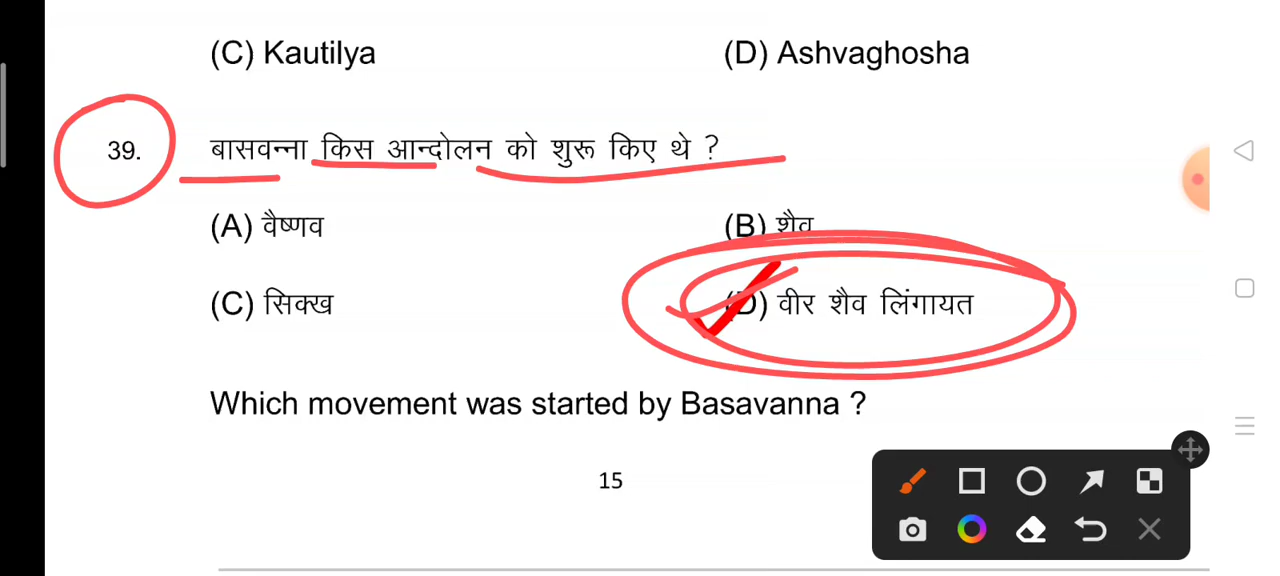 (C) Kautilya (D) Ashvaghosha
39. बासवन्ना किस आन्दोलन को शुरू किए थे ?
(A) वैष्णव (B) शैव
(C) सिक्ख (D) वीर शैव लिंगायत
Which movement was started by Basavanna ?
15